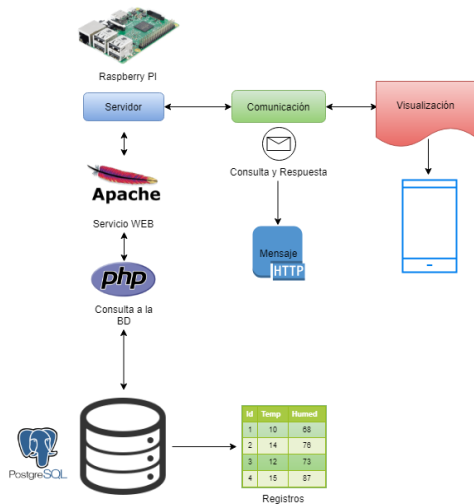 Raspberry PI
Servidor
Comunicación
Visualización
Consulta y Respuesta
APACHE
Servicio WEB
Mensaje
HTTP
php
Consulta a la
BD
PostgreSQL
Id Temp Humed
1 10 68
2 14 76
3 12 73
4 15 87
Registros